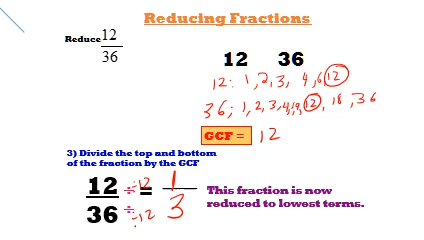 Reducing Fractions
Reduce 12
36
12 36
12: 1, 2, 3, 4, 6, 12
36; 1, 2, 3, 4, 9, 12, 18, 36
GCF = 12
3) Divide the top and bottom
of the fraction by the GCF
12 ÷ 12 = 1
36 ÷ 12 3
This fraction is now
reduced to lowest terms.